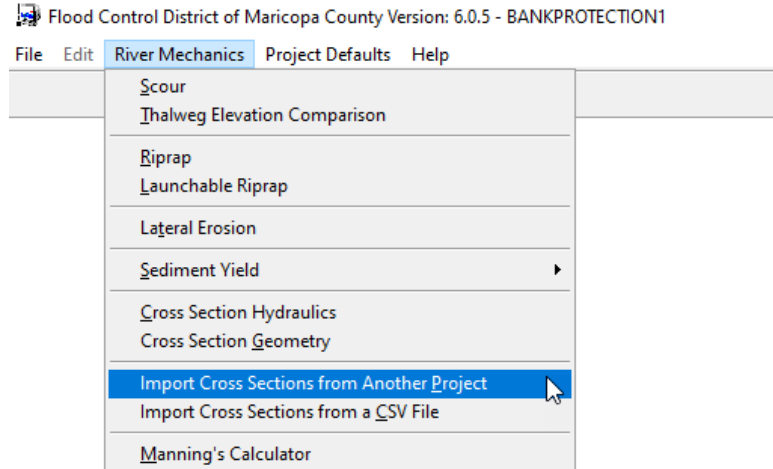 Flood Control District of Maricopa County Version: 6.0.5 - BANKPROTECTION1
File Edit River Mechanics Project Defaults Help
Scour
Thalweg Elevation Comparison
Riprap
Launchable Riprap
Lateral Erosion
Sediment Yield
Cross Section Hydraulics
Cross Section Geometry
Import Cross Sections from Another Project
Import Cross Sections from a CSV File
Manning's Calculator